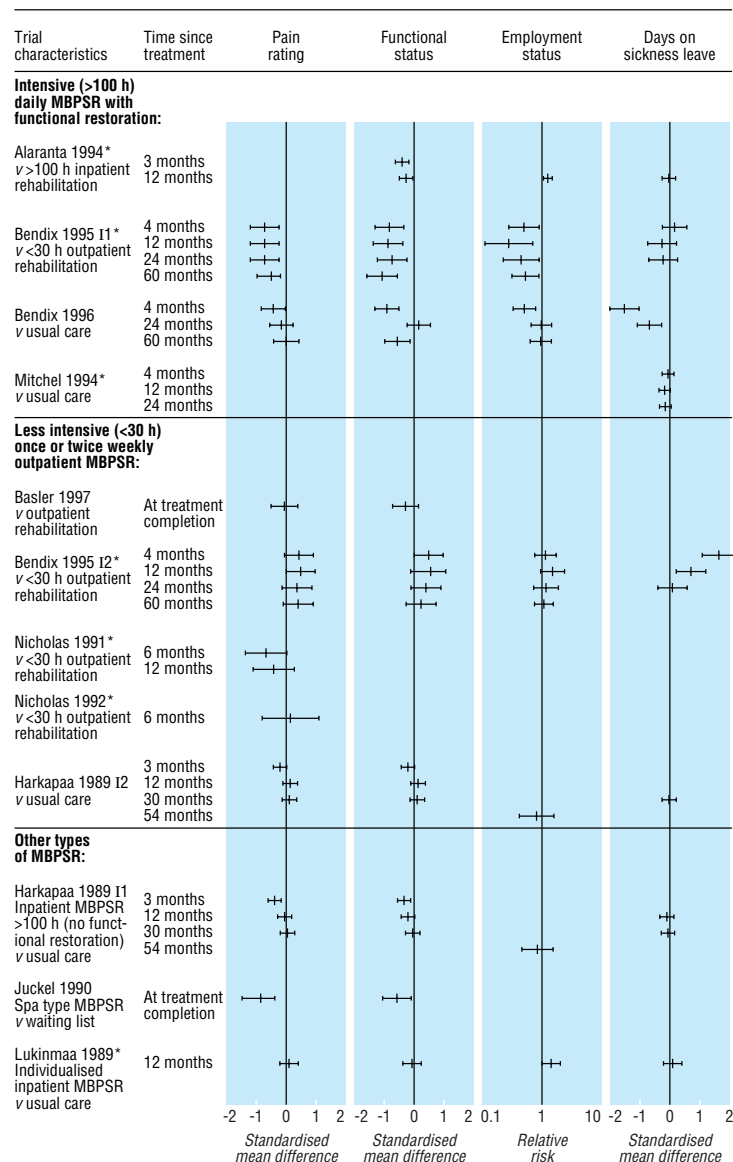 Trial characteristics
Time since treatment
Pain rating
Functional status
Employment status
Days on sickness leave
Intensive (>100 h)
daily MBPSR with
functional restoration:
Alaranta 1994*
v >100 h inpatient
rehabilitation
3 months
12 months
Bendix 1995 I1*
v <30 h outpatient
rehabilitation
4 months
12 months
24 months
60 months
Bendix 1996
v usual care
4 months
24 months
60 months
Mitchel 1994*
v usual care
4 months
12 months
24 months
Less intensive (<30 h)
once or twice weekly
outpatient MBPSR:
Basler 1997
v outpatient
rehabilitation
At treatment
completion
Bendix 1995 I2*
v <30 h outpatient
rehabilitation
4 months
12 months
24 months
60 months
Nicholas 1991*
v <30 h outpatient
rehabilitation
6 months
12 months
Nicholas 1992*
v <30 h outpatient
rehabilitation
6 months
Harkapaa 1989 I2
v usual care
3 months
12 months
30 months
54 months
Other types
of MBPSR:
Harkapaa 1989 I1
Inpatient MBPSR
>100 h (no funct-
ional restoration)
v usual care
3 months
12 months
30 months
54 months
Juckel 1990
Spa type MBPSR
v waiting list
At treatment
completion
Lukinmaa 1989*
Individualised
inpatient MBPSR
v usual care
12 months
-2 -1 0 1 2
-2 -1 0 1 2
0.1 1 10
-2 -1 0 1 2
Standardised
mean difference
Standardised
mean difference
Relative
risk
Standardised
mean difference